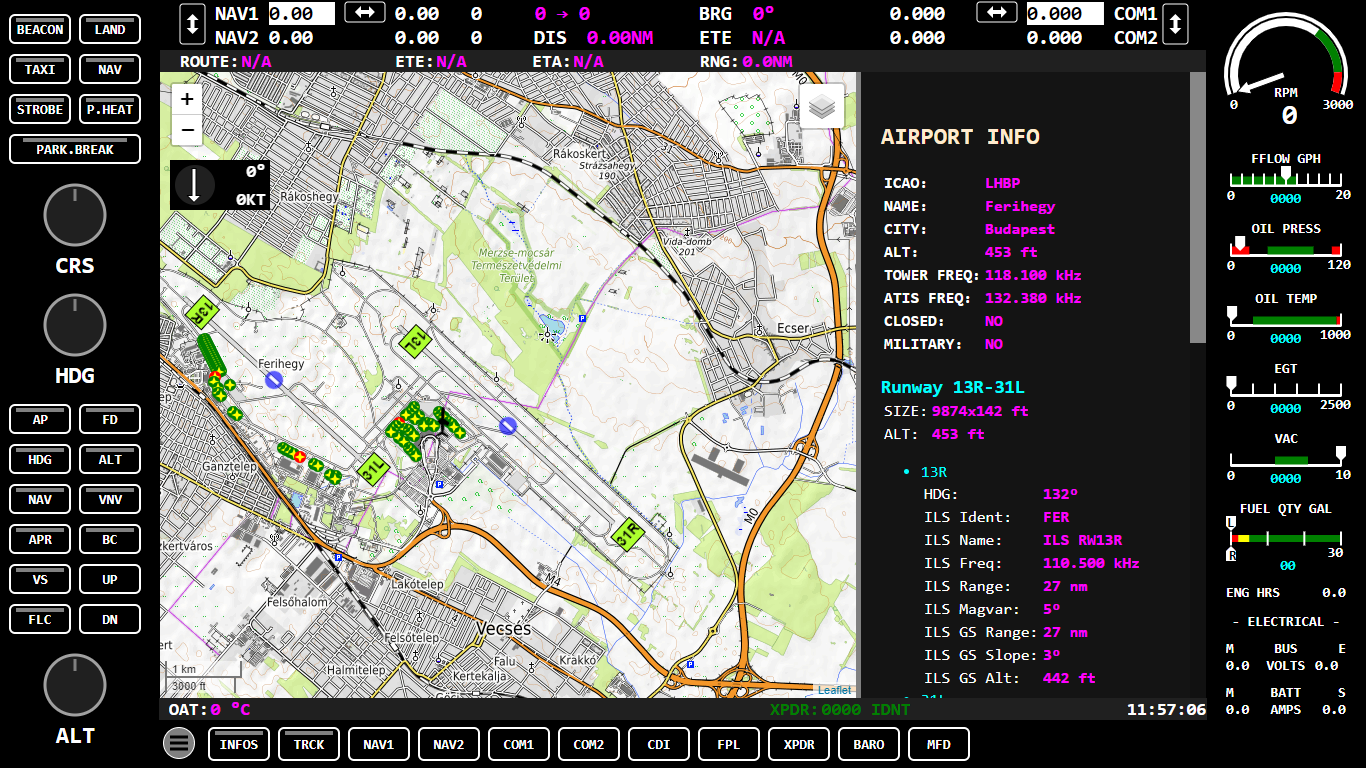 BEACON LAND
TAXI NAV
STROBE P.HEAT
PARK.BREAK
CRS
HDG
AP FD
HDG ALT
NAV VNV
APR BC
VS UP
FLC DN
ALT
NAV1 0.00 0.00 0 0 → 0 BRG 0º 0.000 0.000 COM1
NAV2 0.00 0.00 0 DIS 0.00NM ETE N/A 0.000 0.000 COM2
ROUTE:N/A ETE:N/A ETA:N/A RNG:0.0NM
+
−
0º
0KT
M0
Rákoskert
Strázsahegy
190
Rákoshegy
Vida-domb
201
Merzse-mocsár
Természetvédelmi
Terület
P
Ecser
13R
13L
Ferihegy
Ganztelep
31L
P
31R
M0
zkertváros
P
Lakótelep
M4
Felsőhalom
Vecsés
Felsőtelep
Falu
Krakkó
Halmitelep
Kertekalja
P
1 km
3000 ft
Leaflet
AIRPORT INFO
ICAO: LHBP
NAME: Ferihegy
CITY: Budapest
ALT: 453 ft
TOWER FREQ: 118.100 kHz
ATIS FREQ: 132.380 kHz
CLOSED: NO
MILITARY: NO
Runway 13R-31L
SIZE: 9874x142 ft
ALT: 453 ft
• 13R
HDG: 132º
ILS Ident: FER
ILS Name: ILS RW13R
ILS Freq: 110.500 kHz
ILS Range: 27 nm
ILS Magvar: 5º
ILS GS Range: 27 nm
ILS GS Slope: 3º
ILS GS Alt: 442 ft
• 31L
OAT:0 ºC XPDR:0000 IDNT 11:57:06
INFOS TRCK NAV1 NAV2 COM1 COM2 CDI FPL XPDR BARO MFD
RPM
0 3000
0
FFLOW GPH
0 0000 20
OIL PRESS
0 0000 120
OIL TEMP
0 0000 1000
EGT
0 0000 2500
VAC
0 0000 10
FUEL QTY GAL
L
R 30
00
ENG HRS 0.0
- ELECTRICAL -
M BUS E
0.0 VOLTS 0.0
M BATT S
0.0 AMPS 0.0